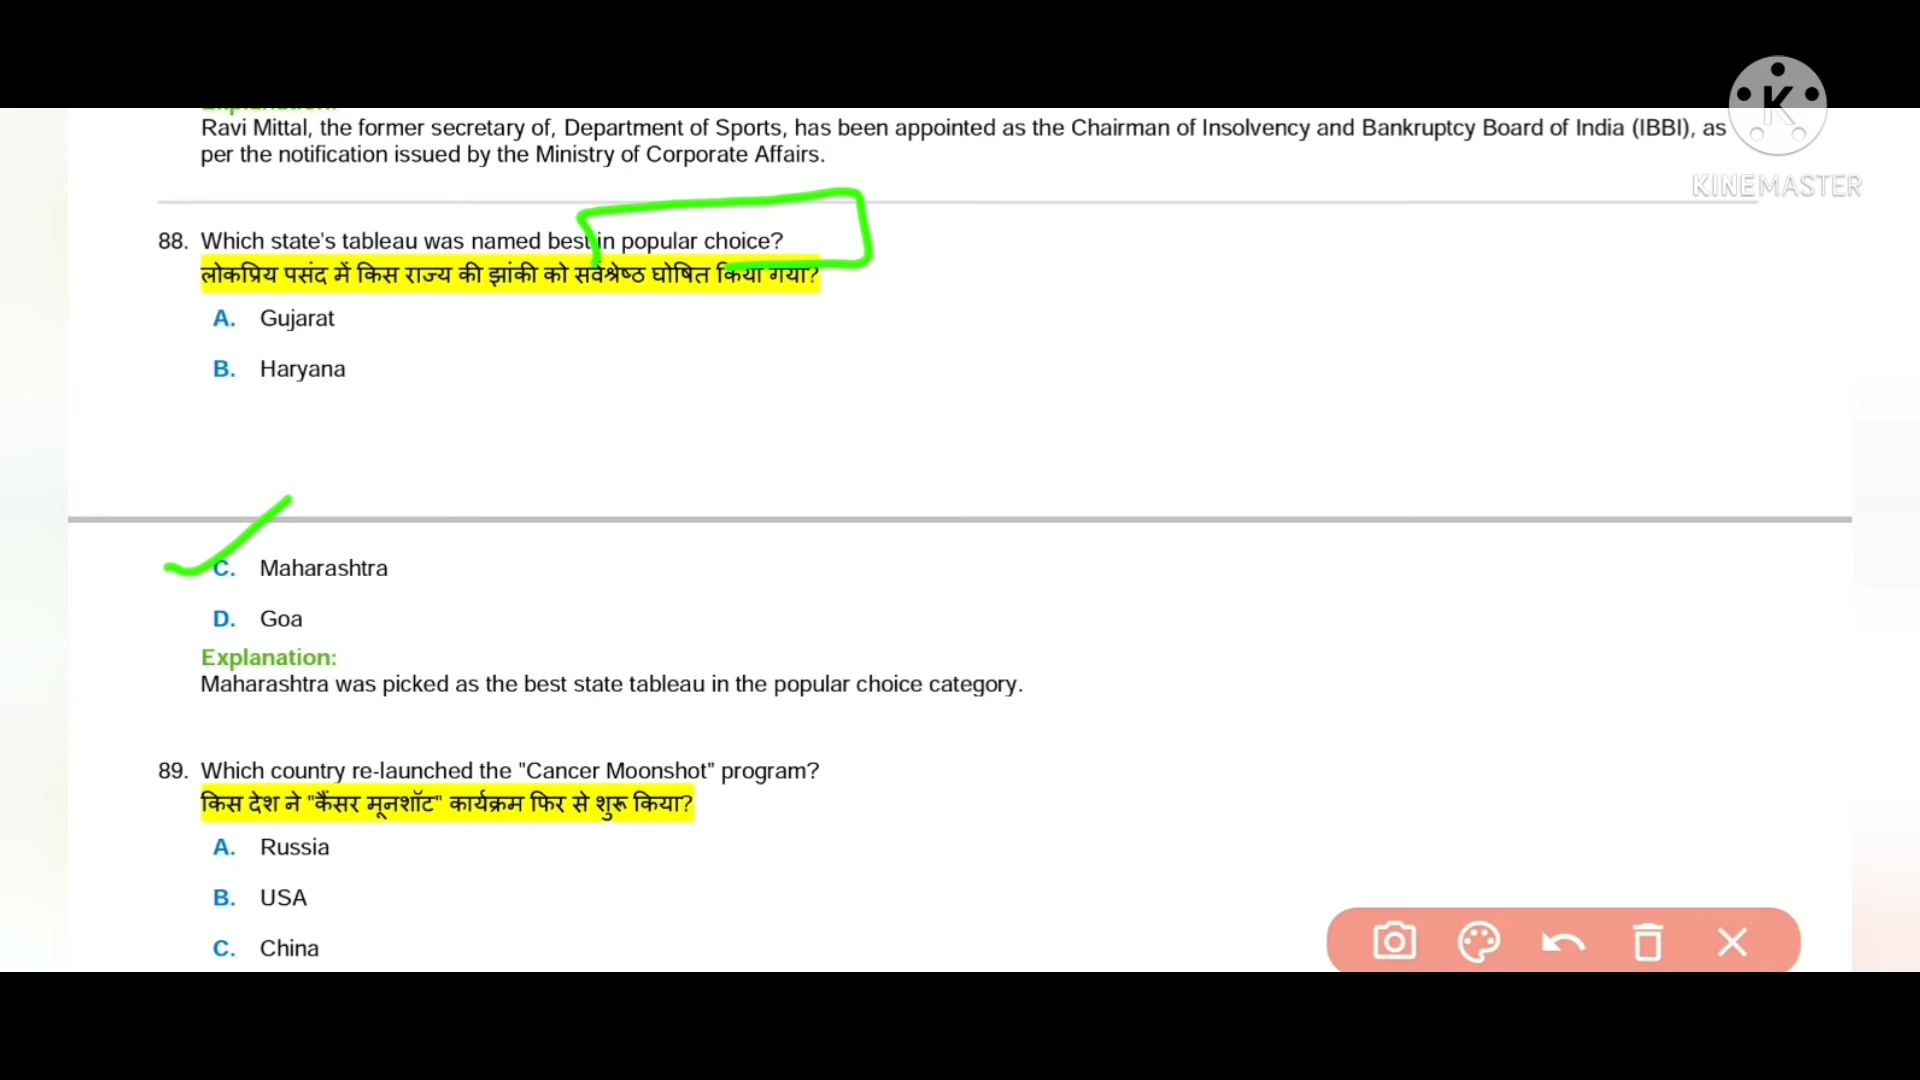 Ravi Mittal, the former secretary of, Department of Sports, has been appointed as the Chairman of Insolvency and Bankruptcy Board of India (IBBI), as
per the notification issued by the Ministry of Corporate Affairs.
K
KINEMASTER
88. Which state's tableau was named best in popular choice?
लोकप्रिय पसंद में किस राज्य की झांकी को सर्वश्रेष्ठ घोषित किया गया?
A. Gujarat
B. Haryana
C. Maharashtra
D. Goa
Explanation:
Maharashtra was picked as the best state tableau in the popular choice category.
89. Which country re-launched the "Cancer Moonshot" program?
किस देश ने "कैंसर मूनशॉट" कार्यक्रम फिर से शुरू किया?
A. Russia
B. USA
C. China